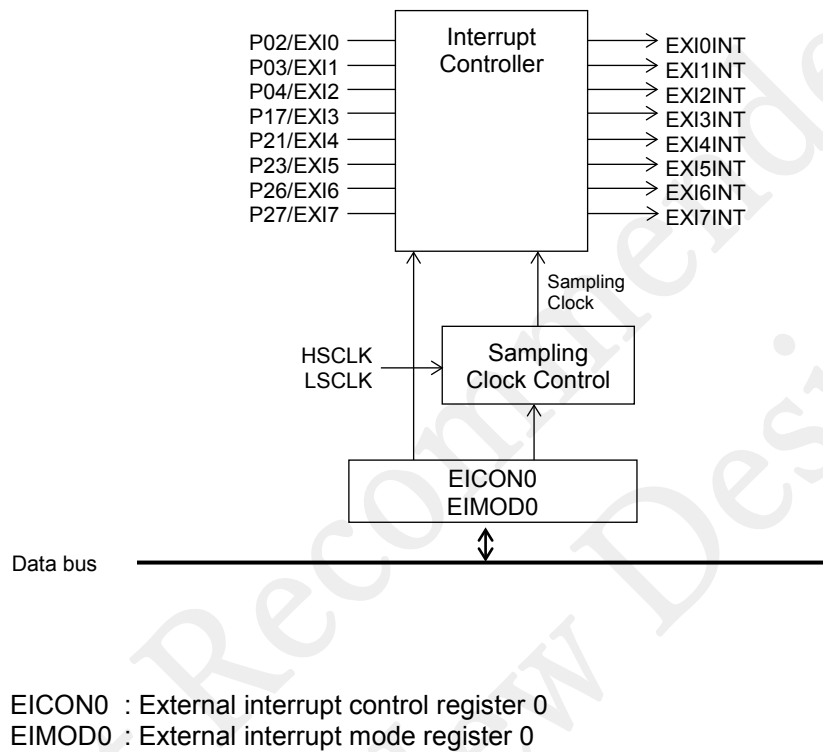 P02/EXI0
P03/EXI1
P04/EXI2
P17/EXI3
P21/EXI4
P23/EXI5
P26/EXI6
P27/EXI7
Interrupt
Controller
EXI0INT
EXI1INT
EXI2INT
EXI3INT
EXI4INT
EXI5INT
EXI6INT
EXI7INT
Sampling
Clock
HSCLK
LSCLK
Sampling
Clock Control
EICON0
EIMOD0
Data bus
EICON0 : External interrupt control register 0
EIMOD0 : External interrupt mode register 0